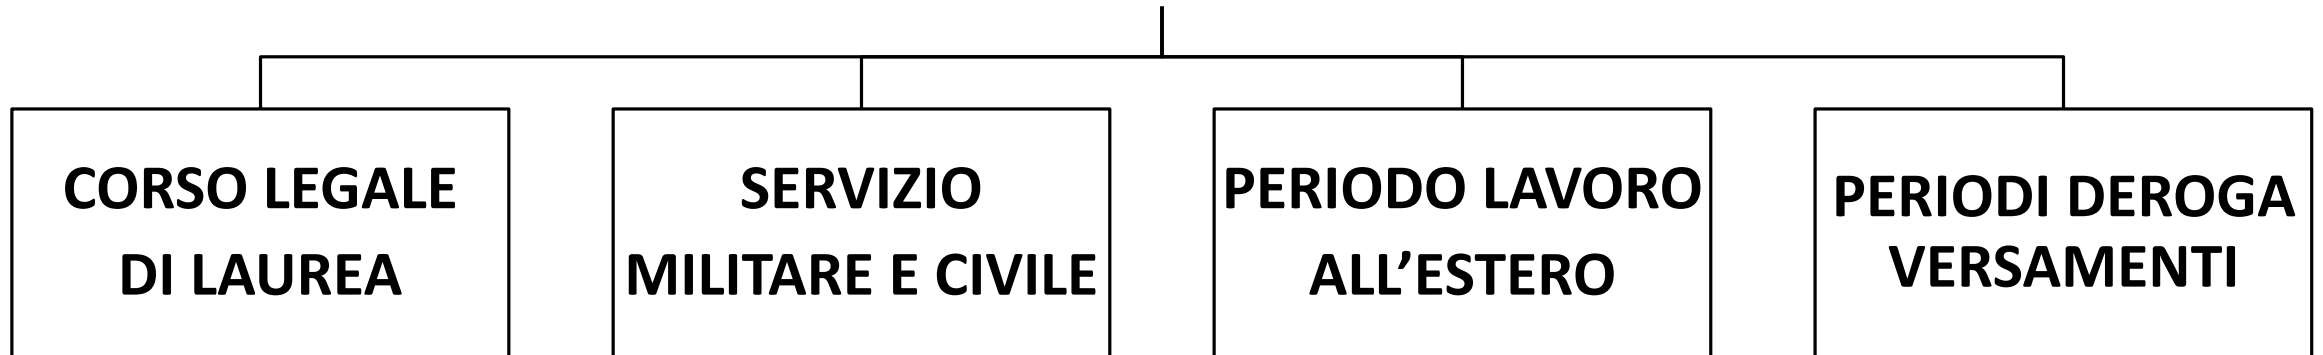 CORSO LEGALE
DI LAUREA
SERVIZIO
MILITARE E CIVILE
PERIODO LAVORO
ALL’ESTERO
PERIODI DEROGA
VERSAMENTI